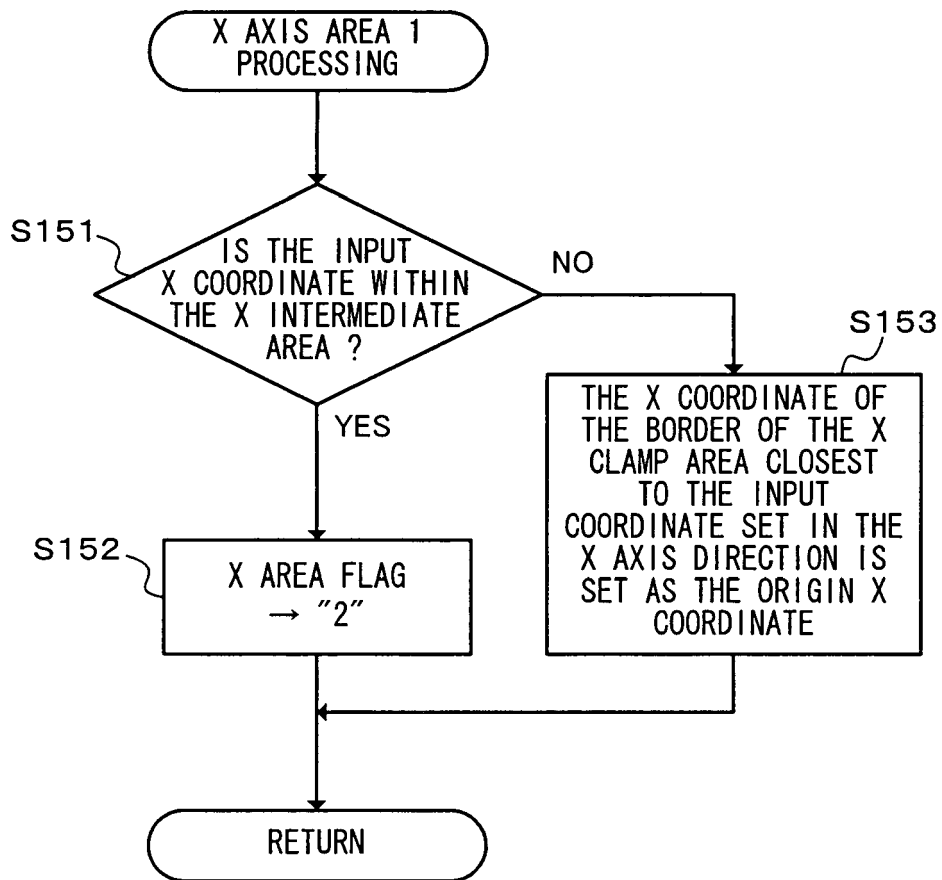 X AXIS AREA 1
PROCESSING
S151
IS THE INPUT
X COORDINATE WITHIN
THE X INTERMEDIATE
AREA ?
NO
YES
S153
THE X COORDINATE OF
THE BORDER OF THE X
CLAMP AREA CLOSEST
TO THE INPUT
COORDINATE SET IN THE
X AXIS DIRECTION IS
SET AS THE ORIGIN X
COORDINATE
S152
X AREA FLAG
→ "2"
RETURN